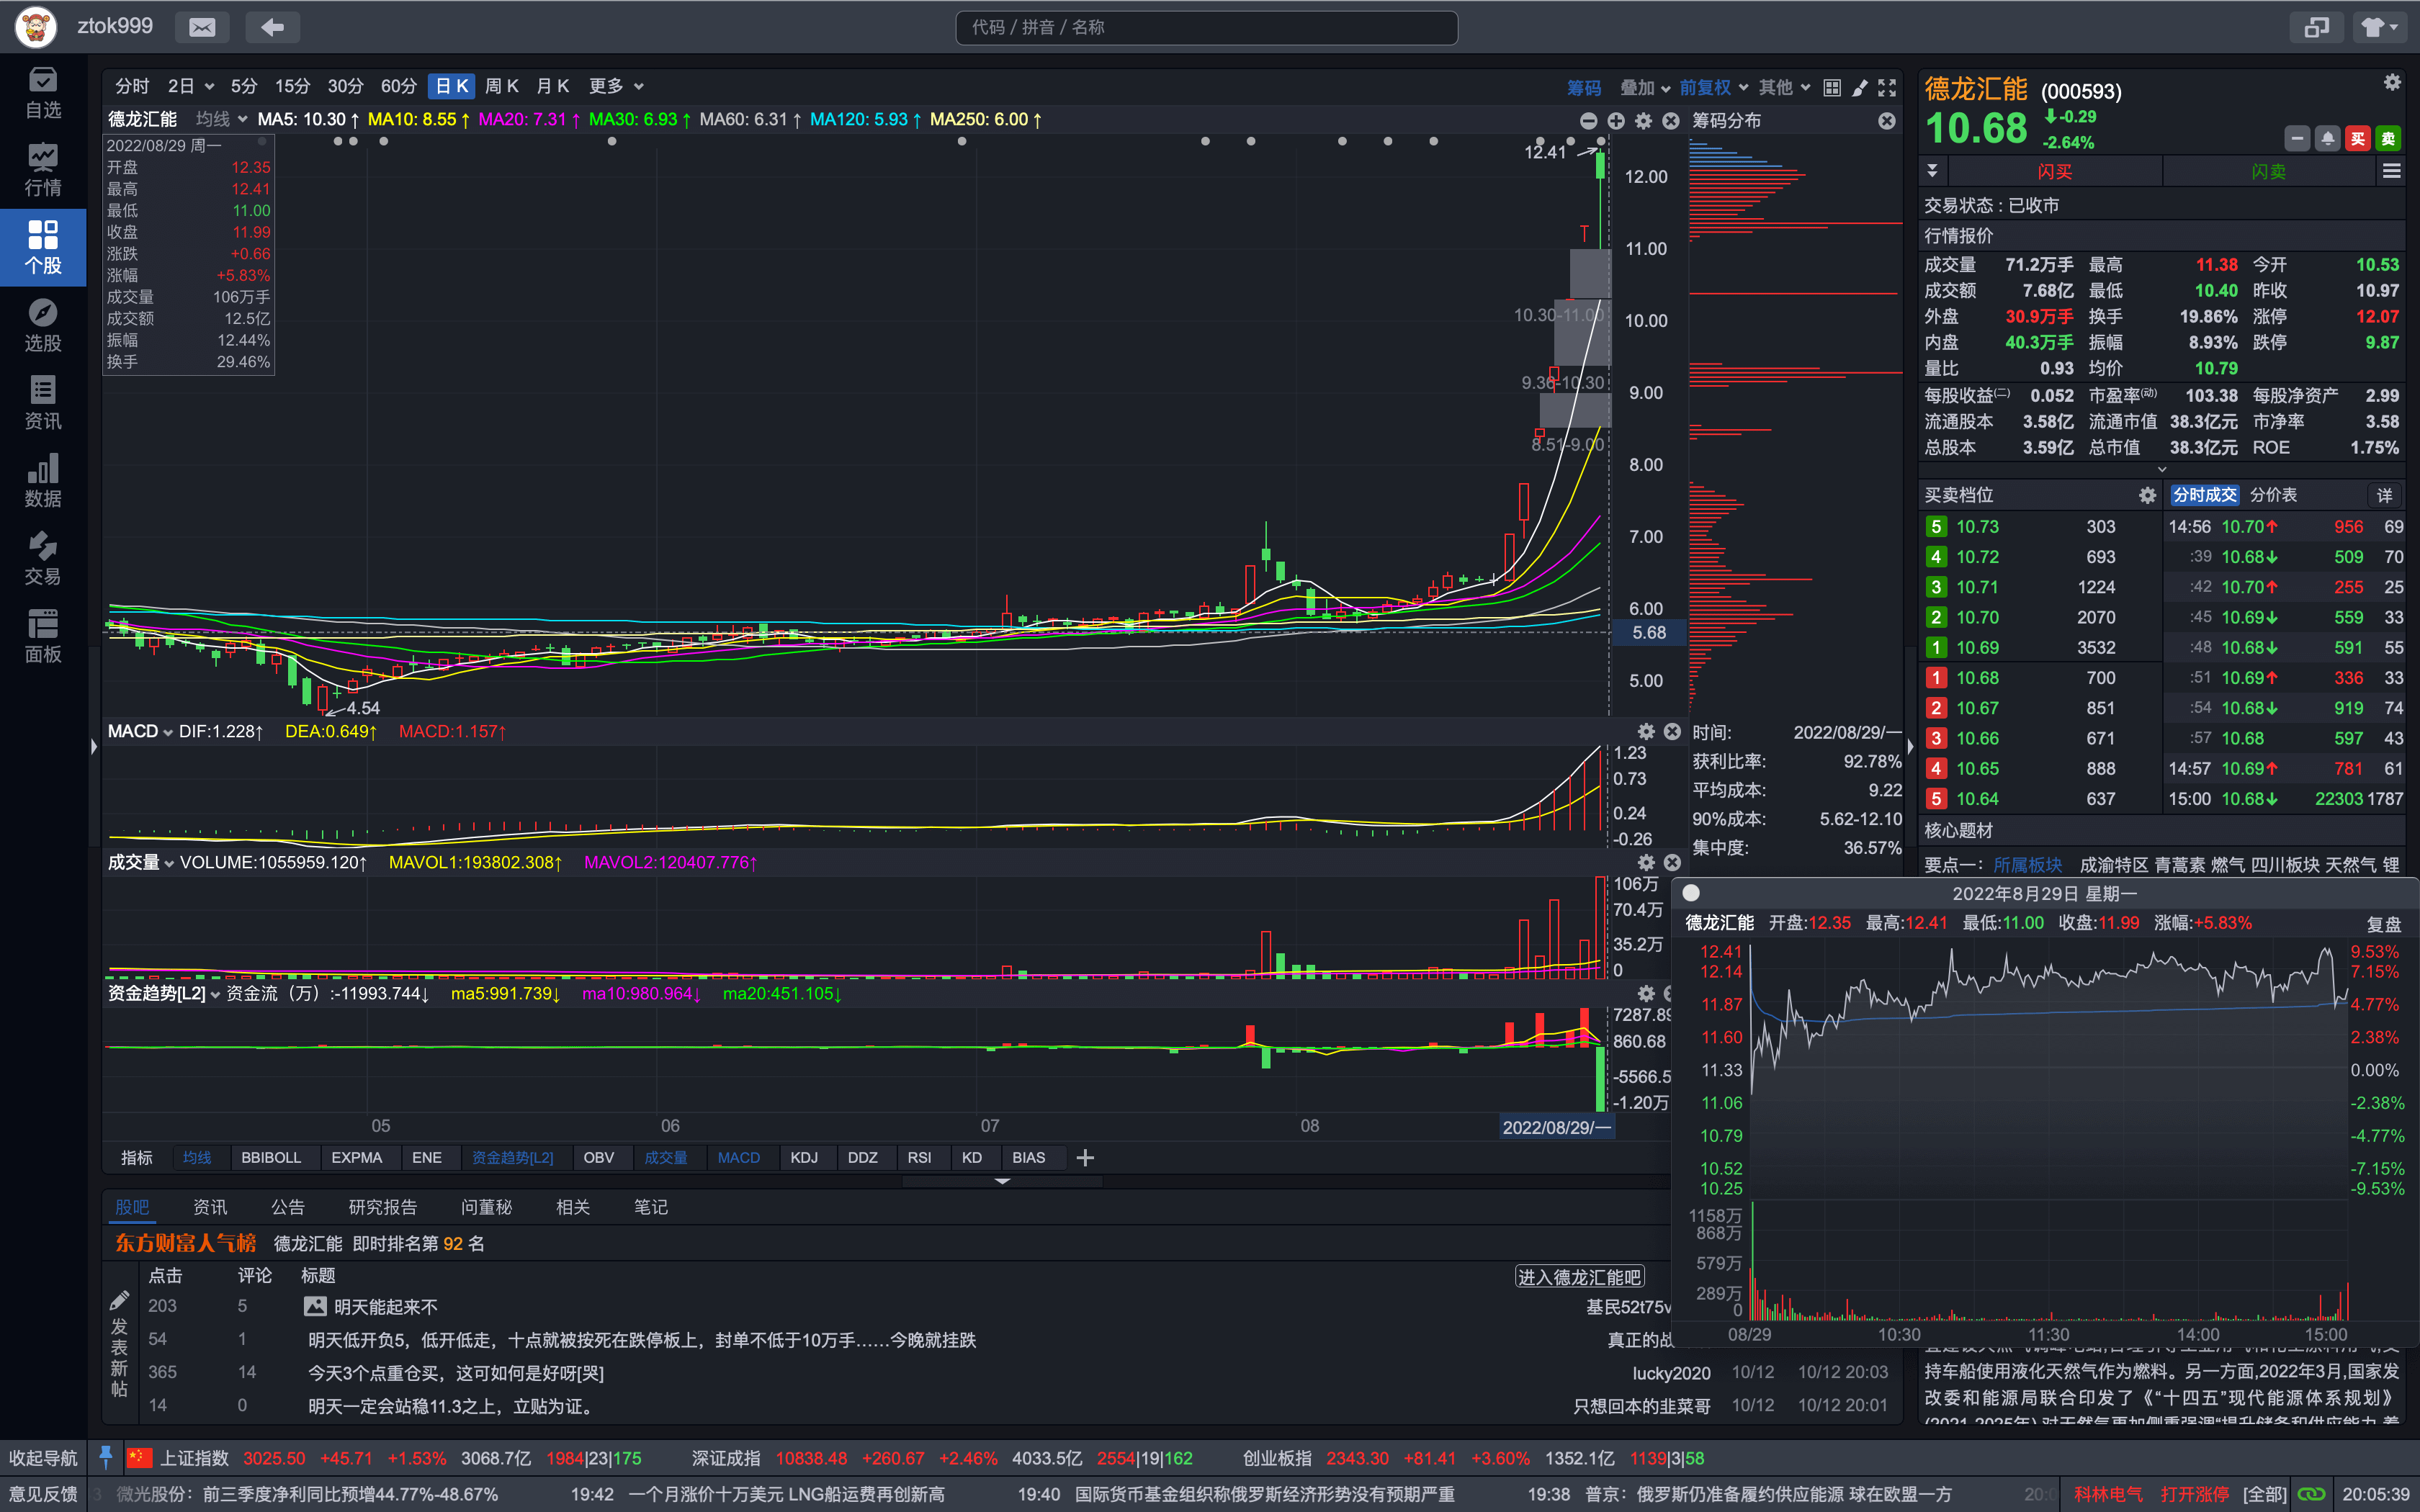 ztok999
代码 / 拼音 / 名称
自选
行情
个股
选股
资讯
数据
交易
面板
分时 2日 5分 15分 30分 60分 日K 周K 月K 更多
筹码 叠加 前复权 其他
德龙汇能 均线 MA5: 10.30↑ MA10: 8.55↑ MA20: 7.31↑ MA30: 6.93↑ MA60: 6.31↑ MA120: 5.93↑ MA250: 6.00↑
筹码分布
2022/08/29 周一
开盘 12.35
最高 12.41
最低 11.00
收盘 11.99
涨跌 +0.66
涨幅 +5.83%
成交量 106万手
成交额 12.5亿
振幅 12.44%
换手 29.46%
12.41
10.30-11.00
9.36-10.30
8.51-9.00
4.54
12.00
11.00
10.00
9.00
8.00
7.00
6.00
5.68
5.00
MACD DIF:1.228↑ DEA:0.649↑ MACD:1.157↑
1.23
0.73
0.24
-0.26
成交量 VOLUME:1055959.120↑ MAVOL1:193802.308↑ MAVOL2:120407.776↑
106万
70.4万
35.2万
0
资金趋势[L2] 资金流（万）:-11993.744↓ ma5:991.739↓ ma10:980.964↓ ma20:451.105↓
7287.89
860.68
-5566.5
-1.20万
05 06 07 08 2022/08/29/一
时间: 2022/08/29/一
获利比率: 92.78%
平均成本: 9.22
90%成本: 5.62-12.10
集中度: 36.57%
指标 均线 BBIBOLL EXPMA ENE 资金趋势[L2] OBV 成交量 MACD KDJ DDZ RSI KD BIAS
股吧 资讯 公告 研究报告 问董秘 相关 笔记
东方财富人气榜 德龙汇能 即时排名第 92 名
点击 评论 标题
进入德龙汇能吧
发表新帖
203 5 明天能起来不 基民52t75v
54 1 明天低开负5，低开低走，十点就被按死在跌停板上，封单不低于10万手……今晚就挂跌 真正的战
365 14 今天3个点重仓买，这可如何是好呀[哭] lucky2020 10/12 10/12 20:03
14 0 明天一定会站稳11.3之上，立贴为证。 只想回本的韭菜哥 10/12 10/12 20:01
德龙汇能 (000593)
10.68 -0.29
-2.64%
买 卖
闪买 闪卖
交易状态 : 已收市
行情报价
成交量 71.2万手 最高 11.38 今开 10.53
成交额 7.68亿 最低 10.40 昨收 10.97
外盘 30.9万手 换手 19.86% 涨停 12.07
内盘 40.3万手 振幅 8.93% 跌停 9.87
量比 0.93 均价 10.79
每股收益(二) 0.052 市盈率(动) 103.38 每股净资产 2.99
流通股本 3.58亿 流通市值 38.3亿元 市净率 3.58
总股本 3.59亿 总市值 38.3亿元 ROE 1.75%
买卖档位 分时成交 分价表 详
5 10.73 303 14:56 10.70↑ 956 69
4 10.72 693 :39 10.68↓ 509 70
3 10.71 1224 :42 10.70↑ 255 25
2 10.70 2070 :45 10.69↓ 559 33
1 10.69 3532 :48 10.68↓ 591 55
1 10.68 700 :51 10.69↑ 336 33
2 10.67 851 :54 10.68↓ 919 74
3 10.66 671 :57 10.68 597 43
4 10.65 888 14:57 10.69↑ 781 61
5 10.64 637 15:00 10.68↓ 22303 1787
核心题材
要点一： 所属板块 成渝特区 青蒿素 燃气 四川板块 天然气 锂
2022年8月29日 星期一
德龙汇能 开盘:12.35 最高:12.41 最低:11.00 收盘:11.99 涨幅:+5.83% 复盘
12.41 9.53%
12.14 7.15%
11.87 4.77%
11.60 2.38%
11.33 0.00%
11.06 -2.38%
10.79 -4.77%
10.52 -7.15%
10.25 -9.53%
1158万
868万
579万
289万
0
08/29 10:30 11:30 14:00 15:00
持车船使用液化天然气作为燃料。另一方面,2022年3月,国家发
改委和能源局联合印发了《“十四五”现代能源体系规划》
(2021-2025年),对天然气更加侧重强调“提升储备和供应能力,着
收起导航 上证指数 3025.50 +45.71 +1.53% 3068.7亿 1984|23|175 深证成指 10838.48 +260.67 +2.46% 4033.5亿 2554|19|162 创业板指 2343.30 +81.41 +3.60% 1352.1亿 1139|3|58
意见反馈 3 微光股份：前三季度净利同比预增44.77%-48.67% 19:42 一个月涨价十万美元 LNG船运费再创新高 19:40 国际货币基金组织称俄罗斯经济形势没有预期严重 19:38 普京：俄罗斯仍准备履约供应能源 球在欧盟一方 科林电气 打开涨停 [全部] 20:05:39